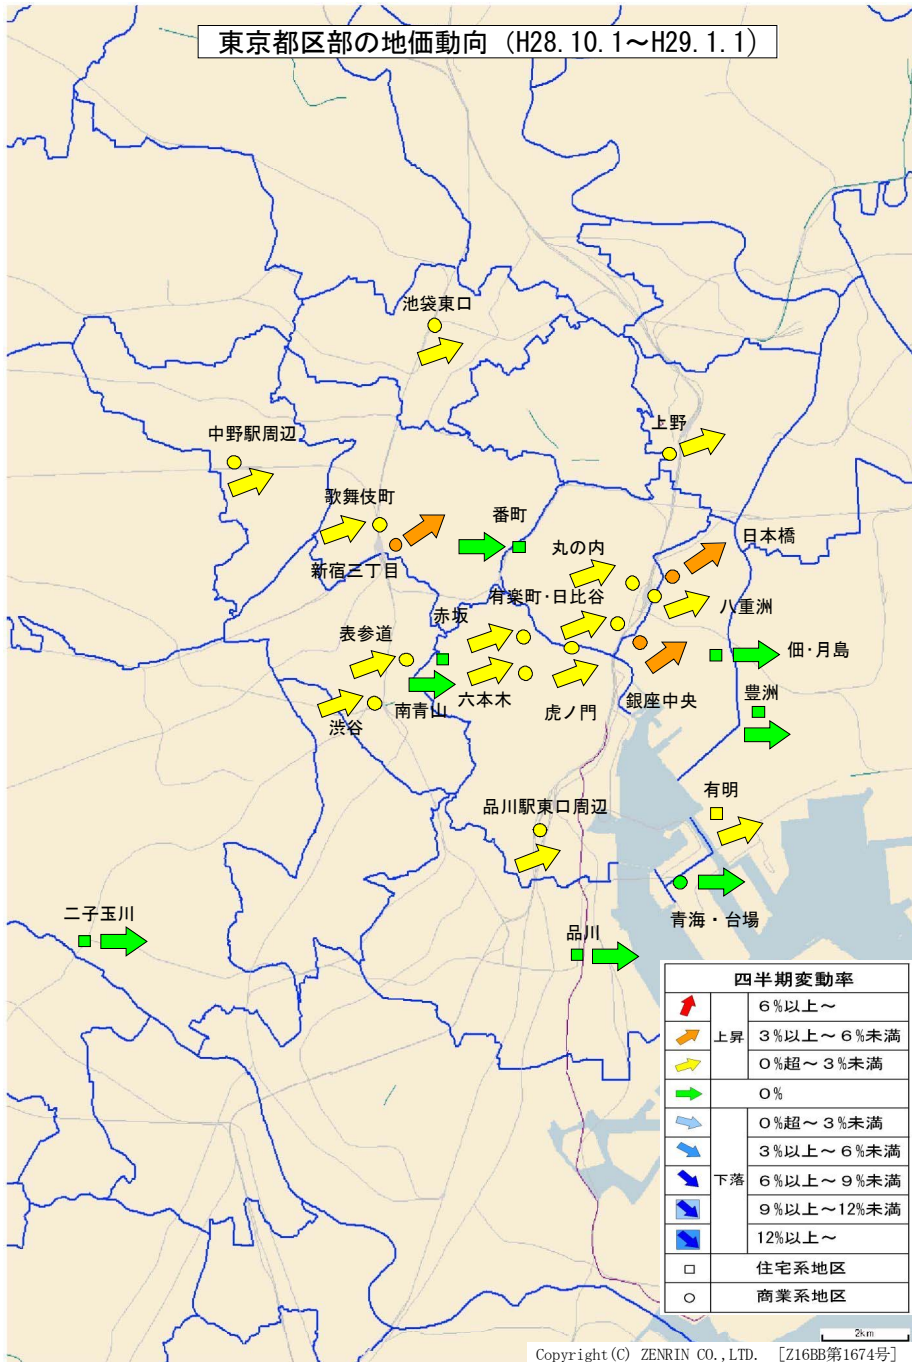 東京都区部の地価動向 (H28.10.1～H29.1.1)
池袋東口
上野
中野駅周辺
歌舞伎町
番町
日本橋
丸の内
新宿三丁目
有楽町・日比谷
八重洲
赤坂
表参道
佃・月島
豊洲
六本木
南青山
銀座中央
虎ノ門
渋谷
有明
品川駅東口周辺
二子玉川
青海・台場
品川
四半期変動率
上昇
6%以上～
3%以上～6%未満
0%超～3%未満
0%
下落
0%超～3%未満
3%以上～6%未満
6%以上～9%未満
9%以上～12%未満
12%以上～
住宅系地区
商業系地区
2km
Copyright(C) ZENRIN CO.,LTD. [Z16BB第1674号]